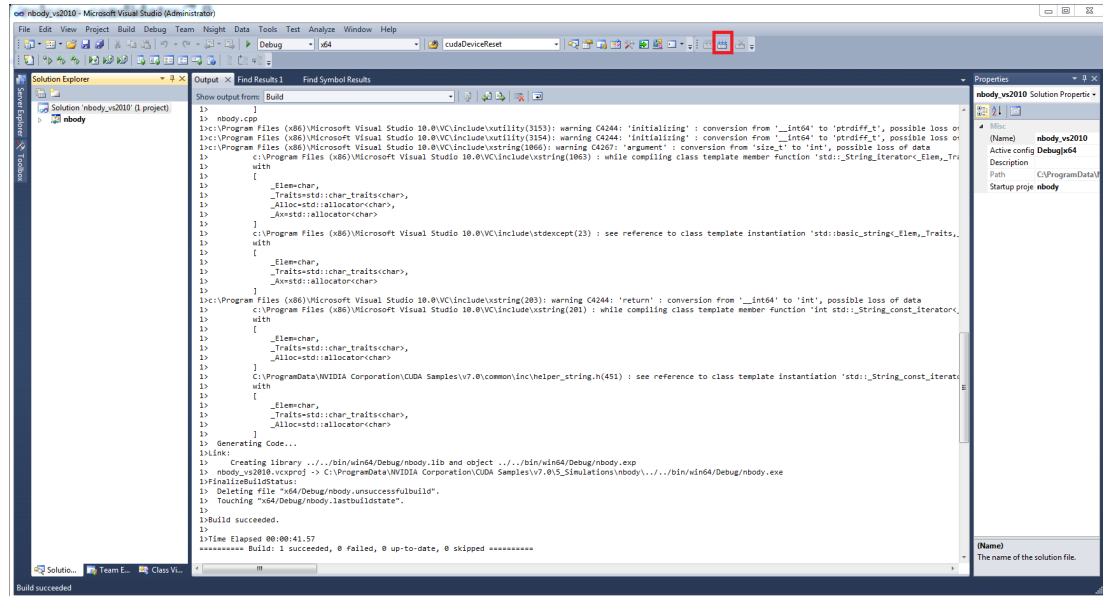 nbody_vs2010 - Microsoft Visual Studio (Administrator)
File Edit View Project Build Debug Team Nsight Data Tools Test Analyze Window Help
Debug x64 cudaDeviceReset
Solution Explorer
Output Find Results 1 Find Symbol Results
Properties
Show output from: Build
nbody_vs2010 Solution Propertie
Server Explorer
Toolbox
Solution 'nbody_vs2010' (1 project)
nbody
1> ]
1> nbody.cpp
1>c:\Program Files (x86)\Microsoft Visual Studio 10.0\VC\include\xutility(3153): warning C4244: 'initializing' : conversion from '__int64' to 'ptrdiff_t', possible loss o
1>c:\Program Files (x86)\Microsoft Visual Studio 10.0\VC\include\xutility(3154): warning C4244: 'initializing' : conversion from '__int64' to 'ptrdiff_t', possible loss o
1>c:\Program Files (x86)\Microsoft Visual Studio 10.0\VC\include\xstring(1066): warning C4267: 'argument' : conversion from 'size_t' to 'int', possible loss of data
1> c:\Program Files (x86)\Microsoft Visual Studio 10.0\VC\include\xstring(1063) : while compiling class template member function 'std::_String_iterator<_Elem,_Tra
1> with
1> [
1> _Elem=char,
1> _Traits=std::char_traits<char>,
1> _Alloc=std::allocator<char>,
1> _Ax=std::allocator<char>
1> ]
1> c:\Program Files (x86)\Microsoft Visual Studio 10.0\VC\include\stdexcept(23) : see reference to class template instantiation 'std::basic_string<_Elem,_Traits,_
1> with
1> [
1> _Elem=char,
1> _Traits=std::char_traits<char>,
1> _Ax=std::allocator<char>
1> ]
1>c:\Program Files (x86)\Microsoft Visual Studio 10.0\VC\include\xstring(203): warning C4244: 'return' : conversion from '__int64' to 'int', possible loss of data
1> c:\Program Files (x86)\Microsoft Visual Studio 10.0\VC\include\xstring(201) : while compiling class template member function 'int std::_String_const_iterator<_
1> with
1> [
1> _Elem=char,
1> _Traits=std::char_traits<char>,
1> _Alloc=std::allocator<char>
1> ]
1> C:\ProgramData\NVIDIA Corporation\CUDA Samples\v7.0\common\inc\helper_string.h(451) : see reference to class template instantiation 'std::_String_const_iterato
1> with
1> [
1> _Elem=char,
1> _Traits=std::char_traits<char>,
1> _Alloc=std::allocator<char>
1> ]
1> Generating Code...
1>Link:
1> Creating library ../../bin/win64/Debug/nbody.lib and object ../../bin/win64/Debug/nbody.exp
1> nbody_vs2010.vcxproj -> C:\ProgramData\NVIDIA Corporation\CUDA Samples\v7.0\5_Simulations\nbody\../../bin/win64/Debug/nbody.exe
1>FinalizeBuildStatus:
1> Deleting file "x64/Debug/nbody.unsuccessfulbuild".
1> Touching "x64/Debug/nbody.lastbuildstate".
1>
1>Build succeeded.
1>
1>Time Elapsed 00:00:41.57
========== Build: 1 succeeded, 0 failed, 0 up-to-date, 0 skipped ==========
Misc
(Name) nbody_vs2010
Active config Debug|x64
Description
Path C:\ProgramData\N
Startup proje nbody
(Name)
The name of the solution file.
Solutio... Team E... Class Vi...
Build succeeded